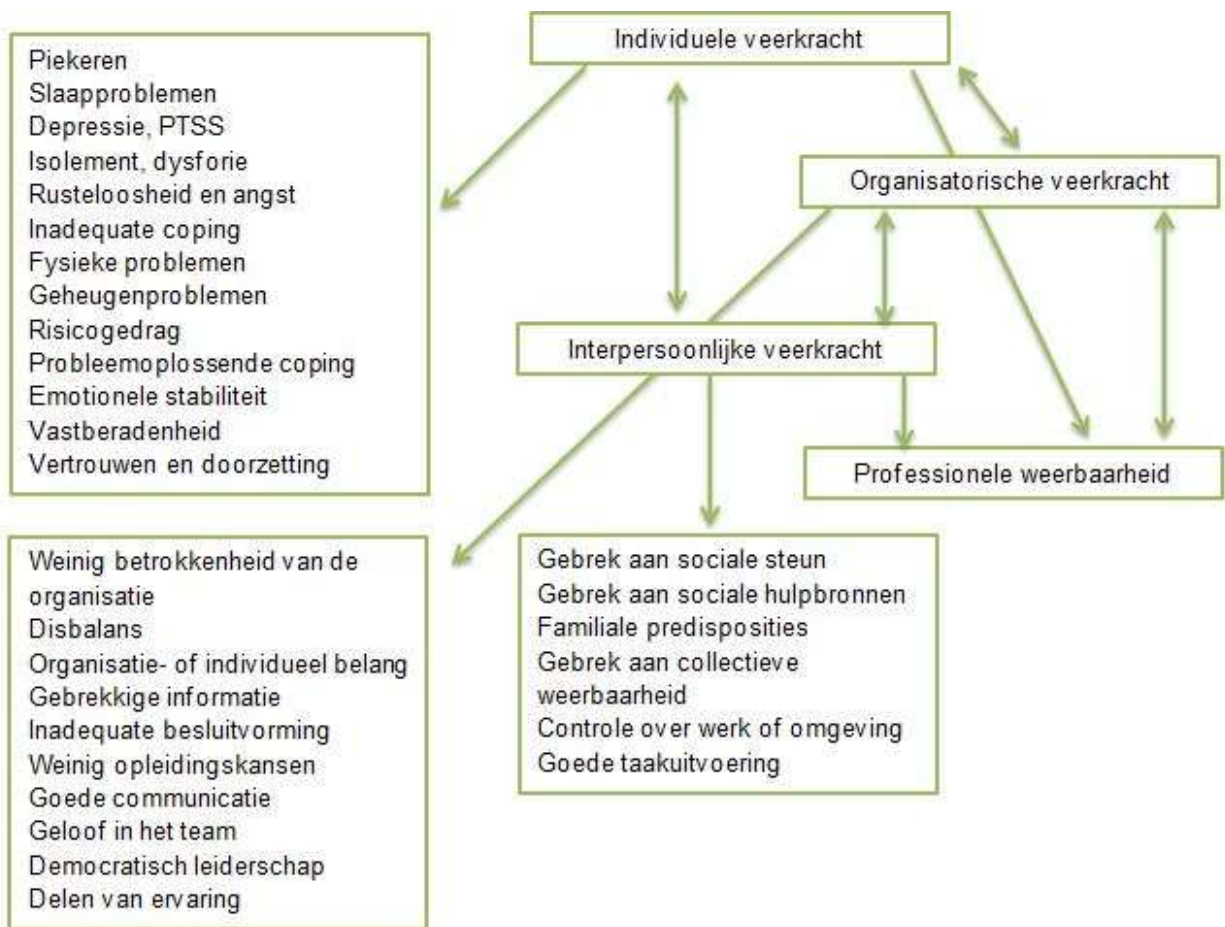 Individuele veerkracht
Piekeren
Slaapproblemen
Depressie, PTSS
Isolement, dysforie
Rusteloosheid en angst
Inadequate coping
Fysieke problemen
Geheugenproblemen
Risicogedrag
Probleemoplossende coping
Emotionele stabiliteit
Vastberadenheid
Vertrouwen en doorzetting
Organisatorische veerkracht
Interpersoonlijke veerkracht
Professionele weerbaarheid
Weinig betrokkenheid van de
organisatie
Disbalans
Organisatie- of individueel belang
Gebrekkige informatie
Inadequate besluitvorming
Weinig opleidingskansen
Goede communicatie
Geloof in het team
Democratisch leiderschap
Delen van ervaring
Gebrek aan sociale steun
Gebrek aan sociale hulpbronnen
Familiale predisposities
Gebrek aan collectieve
weerbaarheid
Controle over werk of omgeving
Goede taakuitvoering